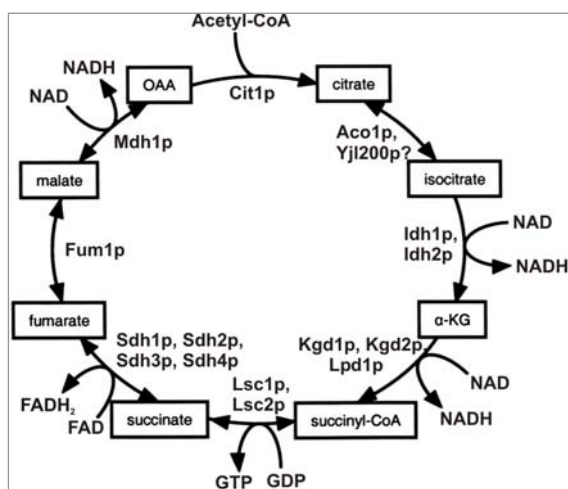 Acetyl-CoA
NADH
OAA
citrate
NAD
Cit1p
Mdh1p
Aco1p,
Yjl200p?
malate
isocitrate
Idh1p,
Idh2p
NAD
NADH
Fum1p
fumarate
α-KG
Sdh1p, Sdh2p,
Sdh3p, Sdh4p
Kgd1p, Kgd2p,
Lpd1p
Lsc1p,
Lsc2p
NAD
FADH₂
FAD
succinate
succinyl-CoA
NADH
GTP
GDP